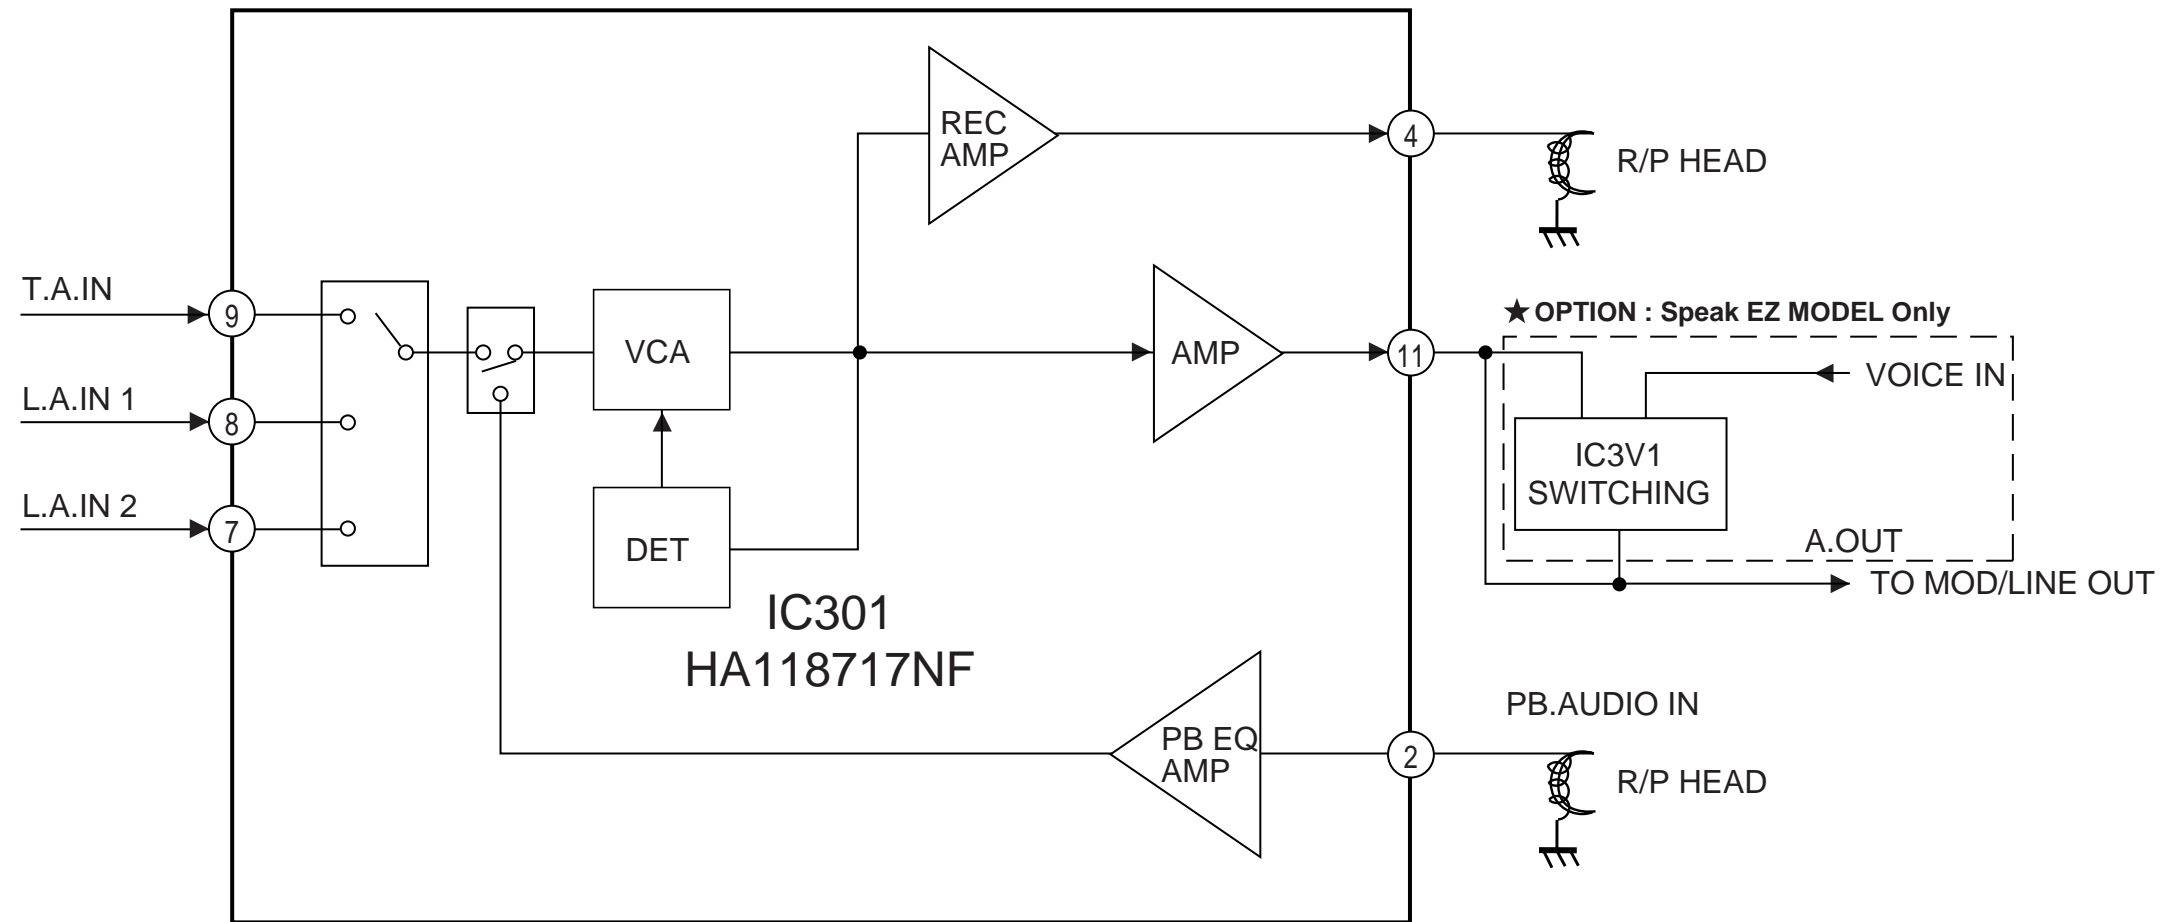 REC
AMP
4
R/P HEAD
T.A.IN
9
★OPTION : Speak EZ MODEL Only
VCA
AMP
11
VOICE IN
L.A.IN 1
8
IC3V1
SWITCHING
L.A.IN 2
7
DET
A.OUT
TO MOD/LINE OUT
IC301
HA118717NF
PB.AUDIO IN
PB EQ
AMP
2
R/P HEAD